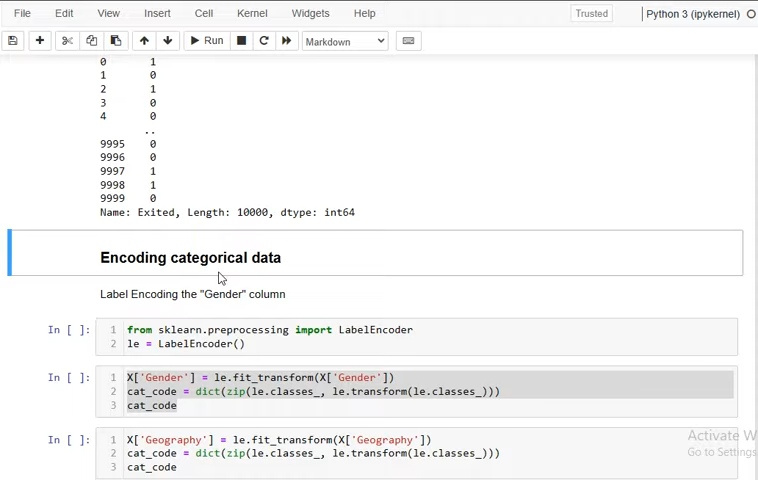 File Edit View Insert Cell Kernel Widgets Help Trusted Python 3 (ipykernel)
Run Markdown
0 1
1 0
2 1
3 0
4 0
..
9995 0
9996 0
9997 1
9998 1
9999 0
Name: Exited, Length: 10000, dtype: int64
Encoding categorical data
Label Encoding the "Gender" column
In [ ]: 1 from sklearn.preprocessing import LabelEncoder
2 le = LabelEncoder()
In [ ]: 1 X['Gender'] = le.fit_transform(X['Gender'])
2 cat_code = dict(zip(le.classes_, le.transform(le.classes_)))
3 cat_code
In [ ]: 1 X['Geography'] = le.fit_transform(X['Geography'])
2 cat_code = dict(zip(le.classes_, le.transform(le.classes_)))
3 cat_code
Activate W
Go to Settings